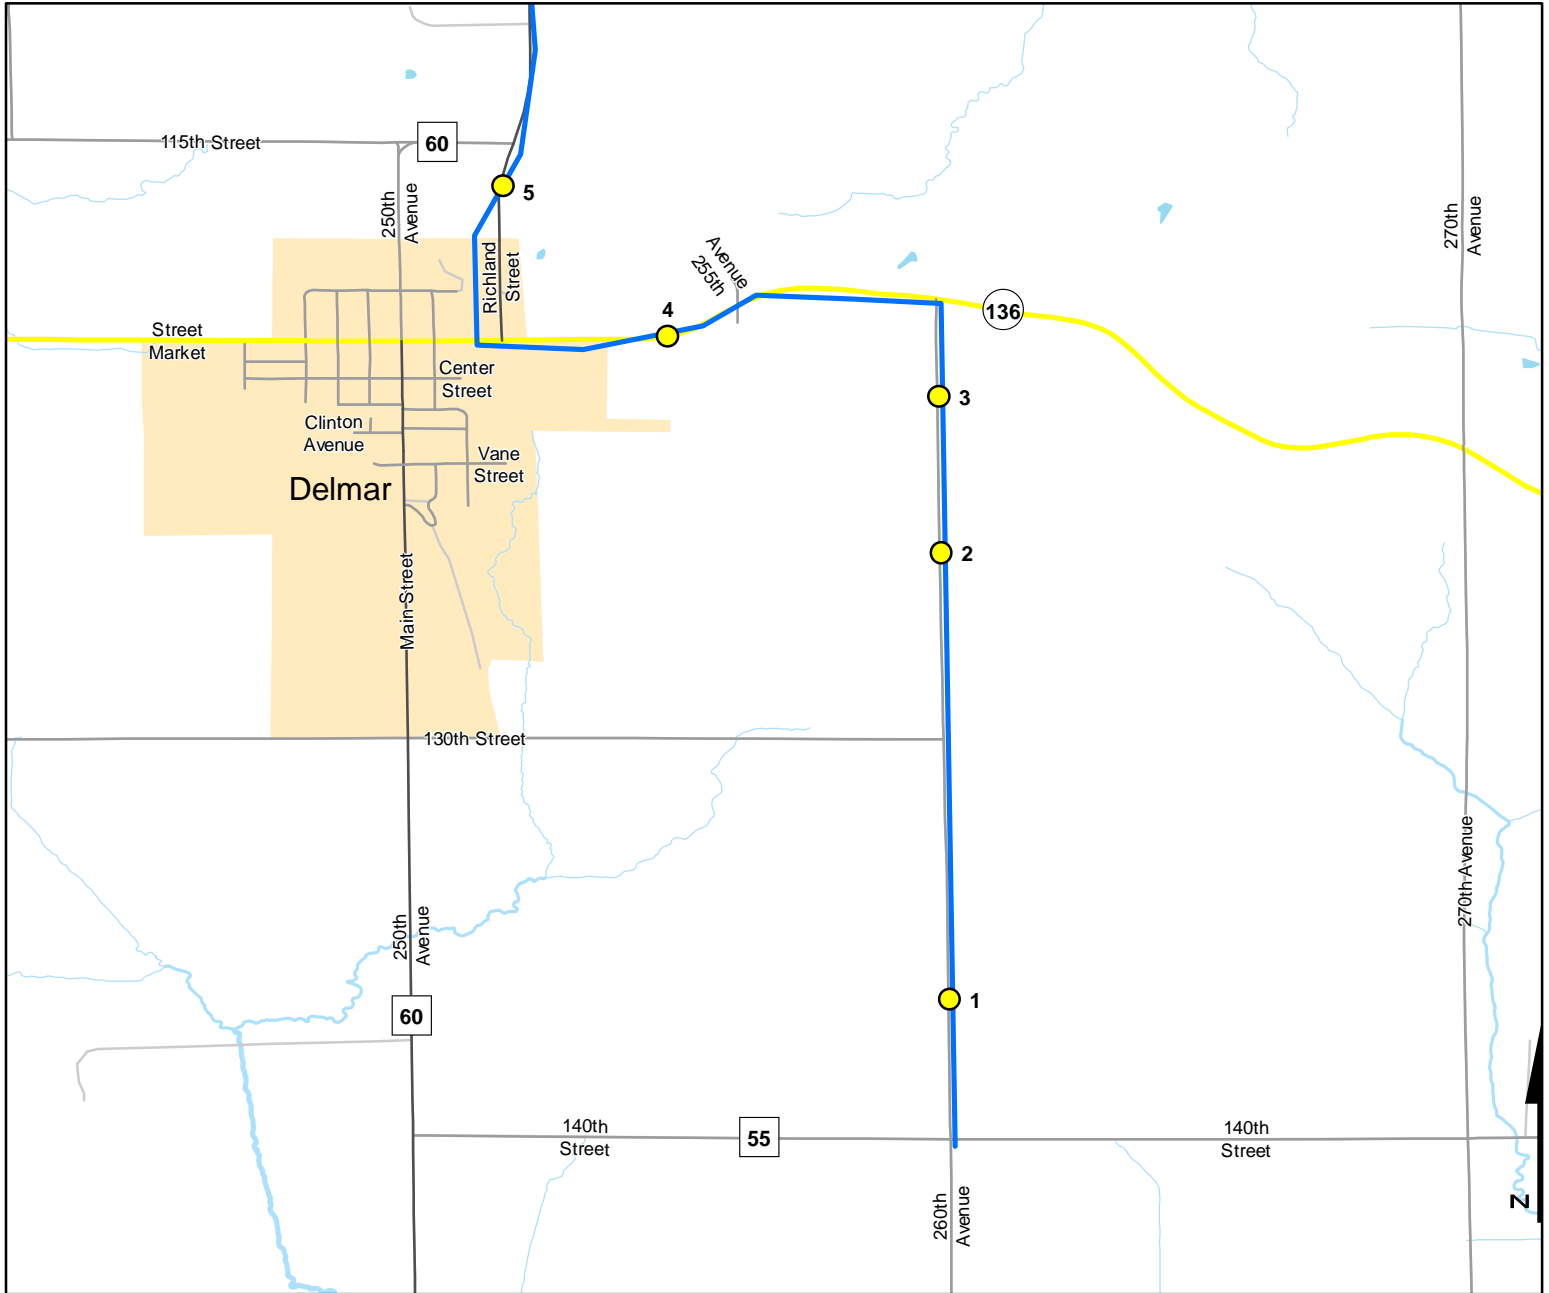 115th Street
60
250th
Avenue
5
Richland
Street
Avenue
255th
270th
Avenue
4
136
Street
Market
Center
Street
3
Clinton
Avenue
Vane
Street
Delmar
2
Main Street
130th Street
270th Avenue
250th
Avenue
1
60
140th
Street
55
140th
Street
260th
Avenue
N